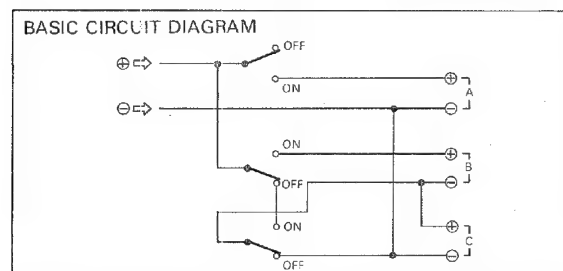 BASIC CIRCUIT DIAGRAM
OFF
⊕ ⇨
⊕
ON
A
⊖ ⇨
⊖
ON
⊕
B
OFF
⊖
ON
⊕
C
OFF
⊖